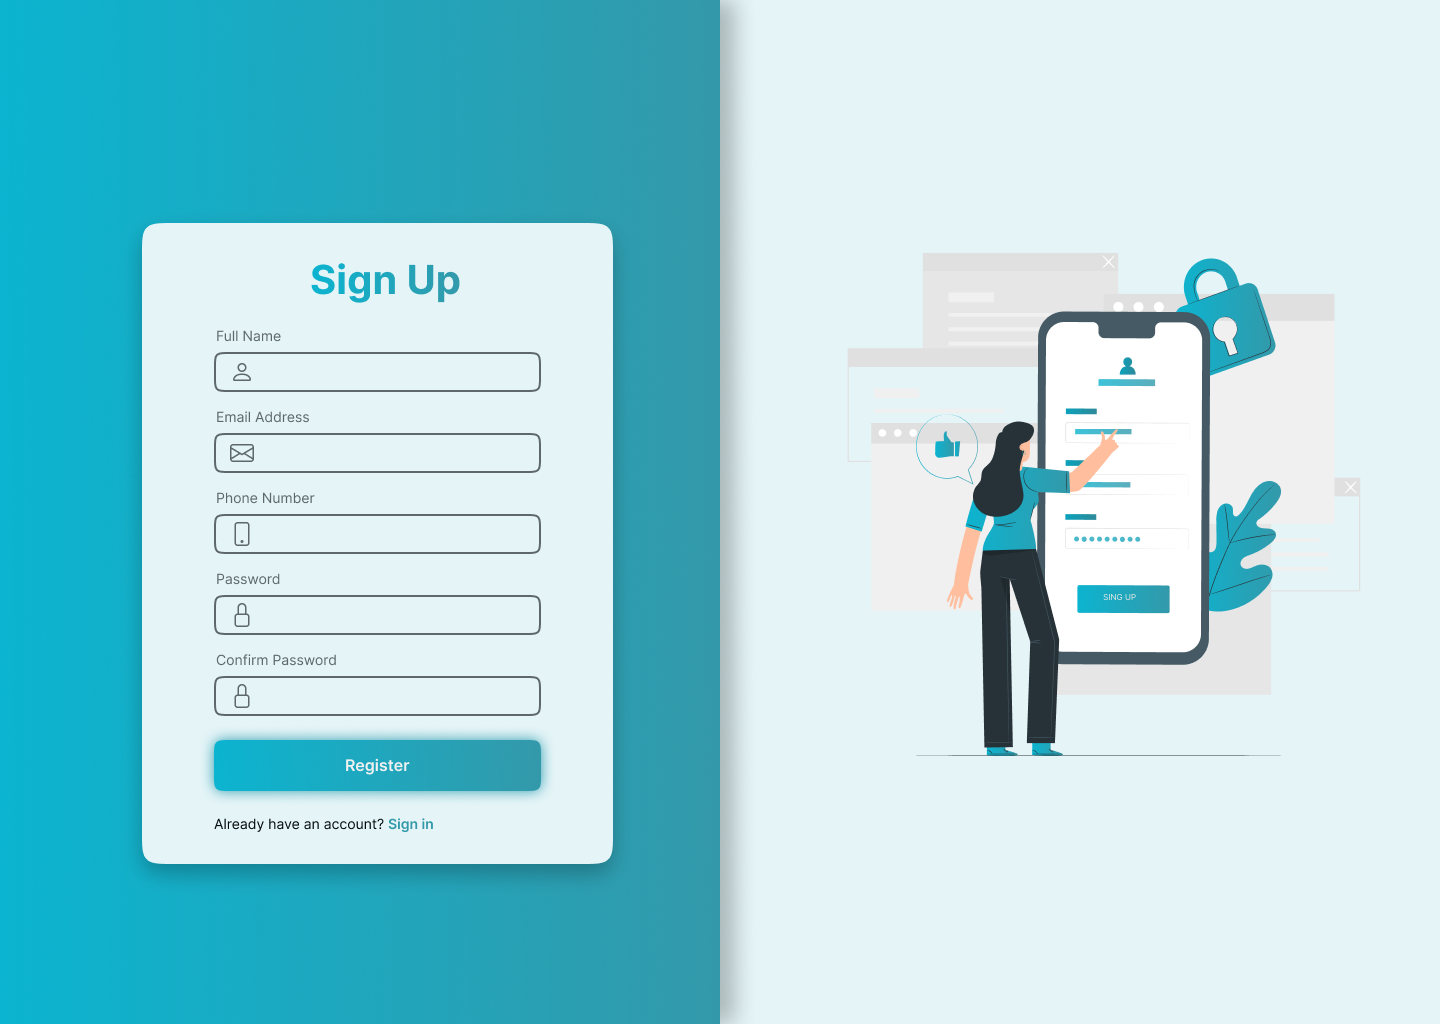 Sign Up
Full Name
Email Address
Phone Number
Password
Confirm Password
Register
Already have an account? Sign in
SING UP